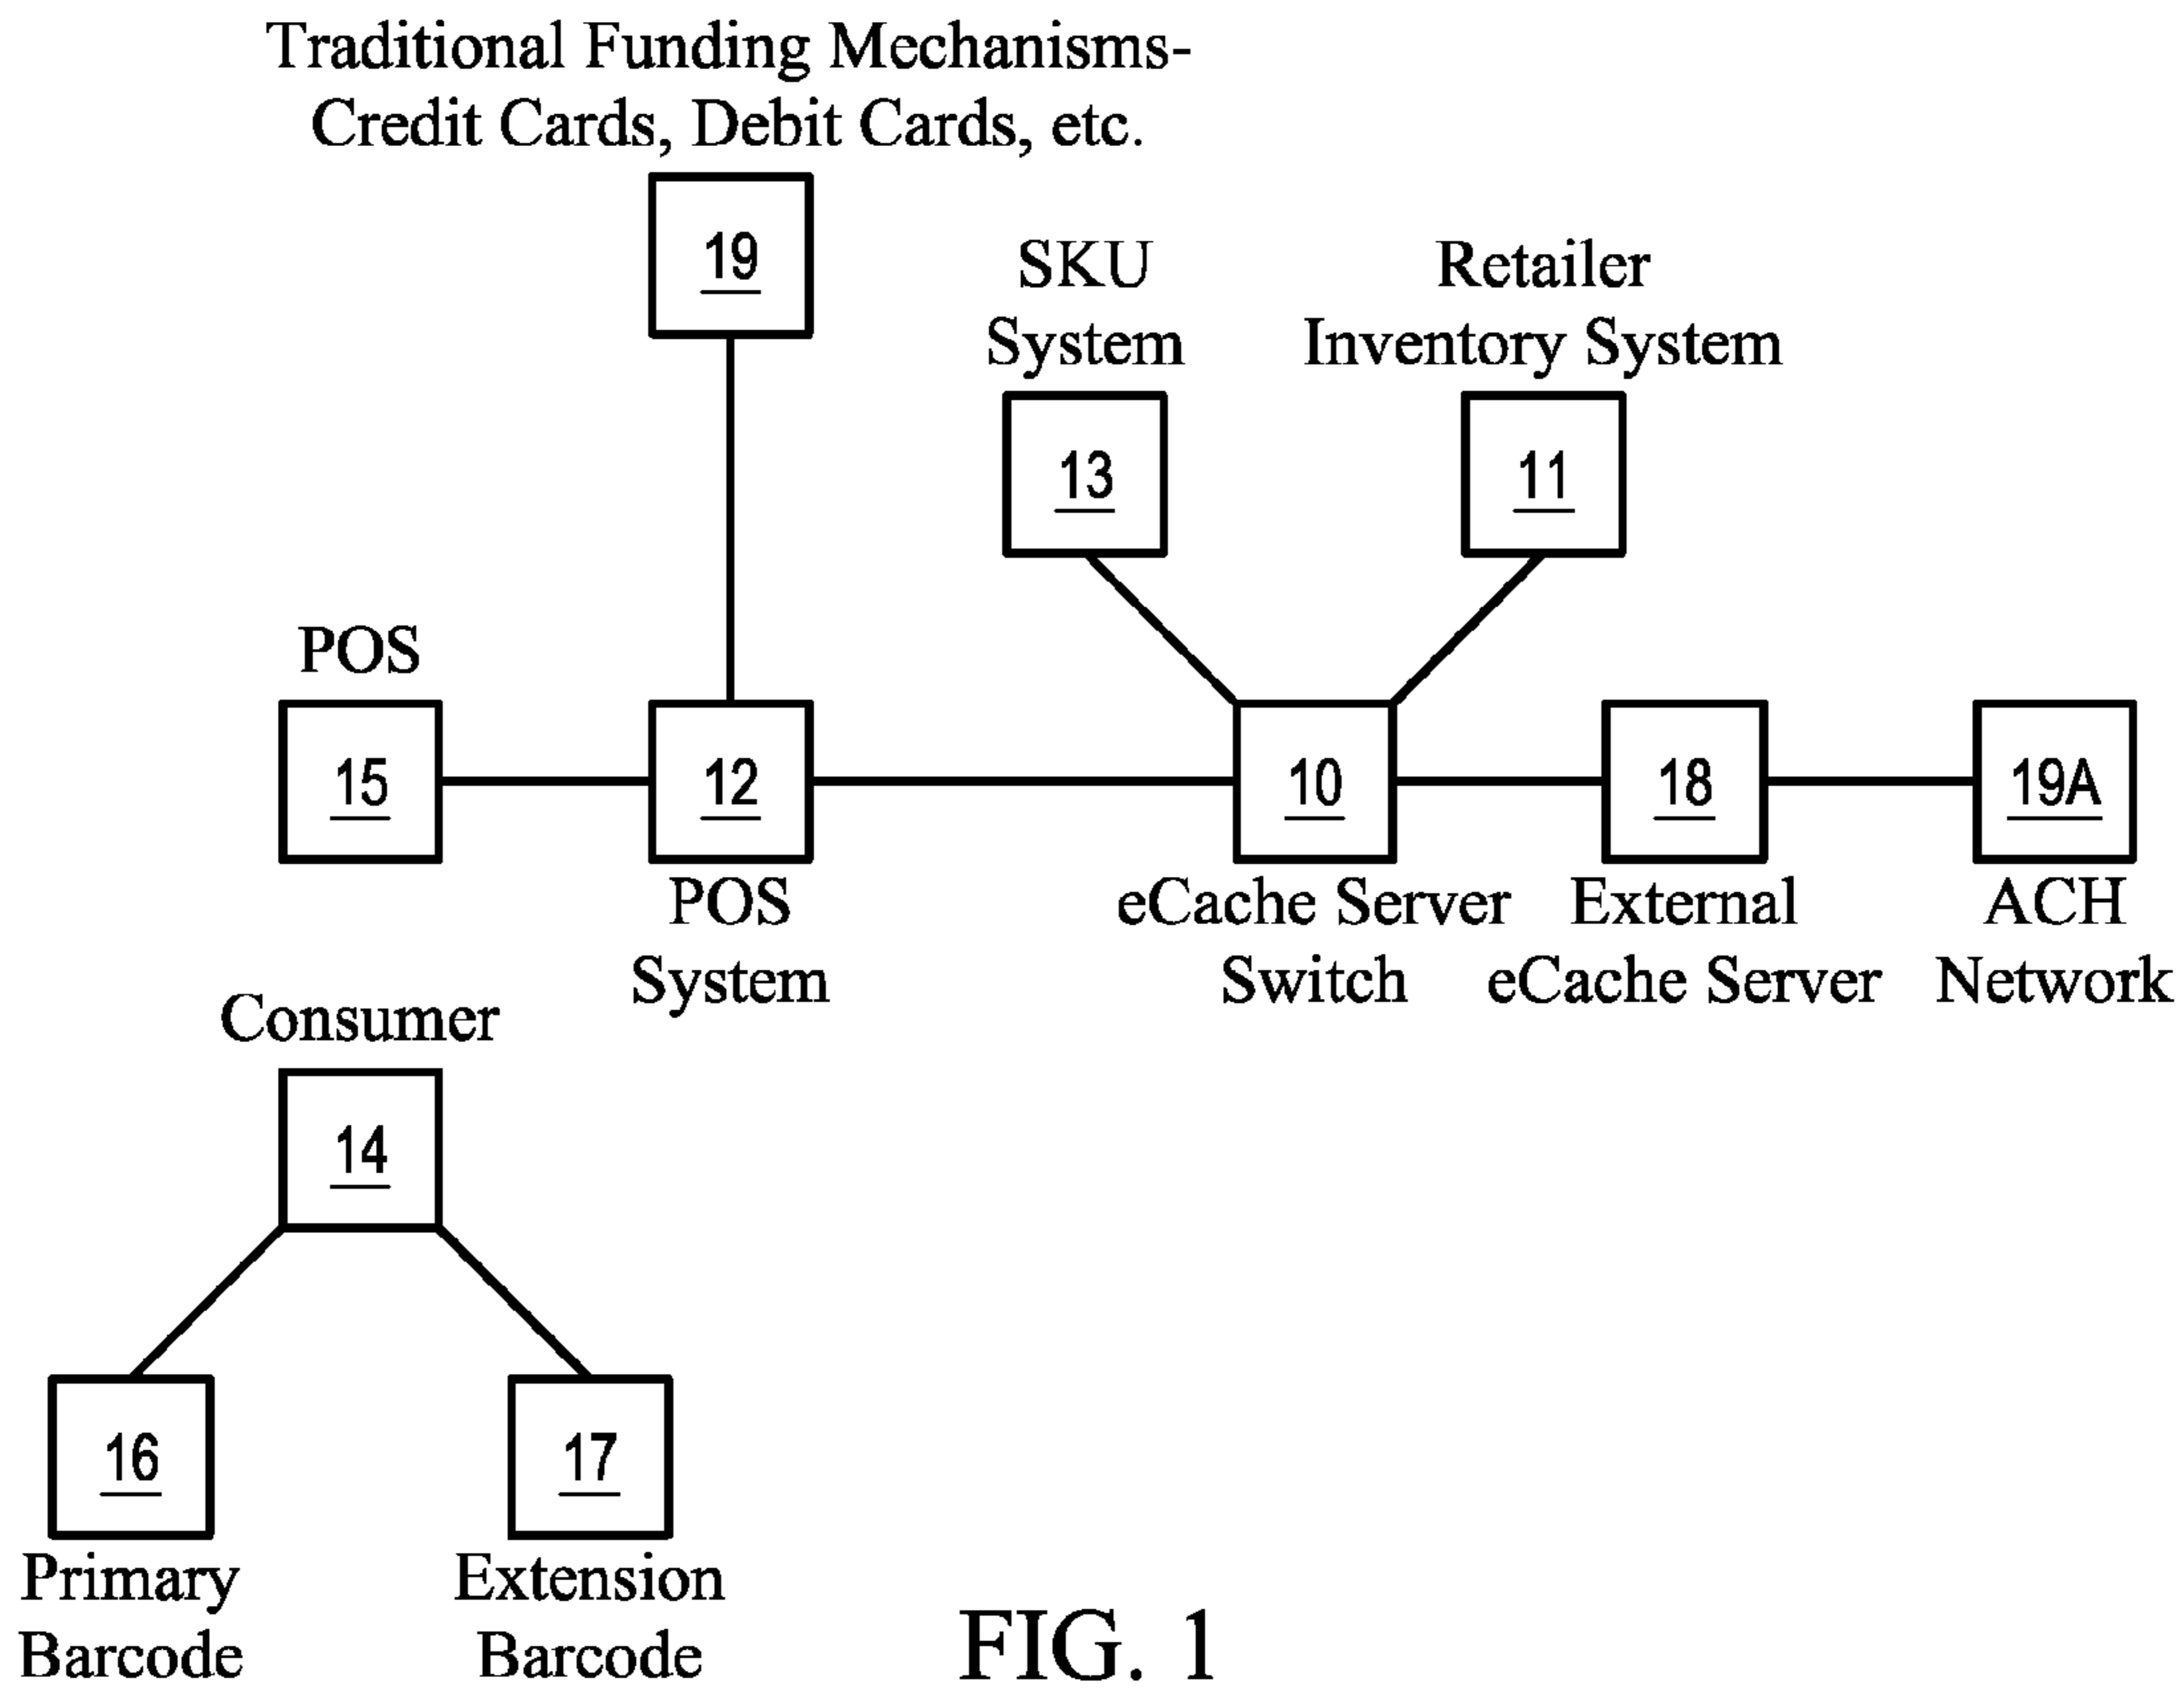 Traditional Funding Mechanisms-
Credit Cards, Debit Cards, etc.
19
SKU
System
Retailer
Inventory System
13
11
POS
15
12
10
18
19A
POS
System
eCache Server
Switch
External
eCache Server
ACH
Network
Consumer
14
16
17
Primary
Barcode
Extension
Barcode
FIG. 1